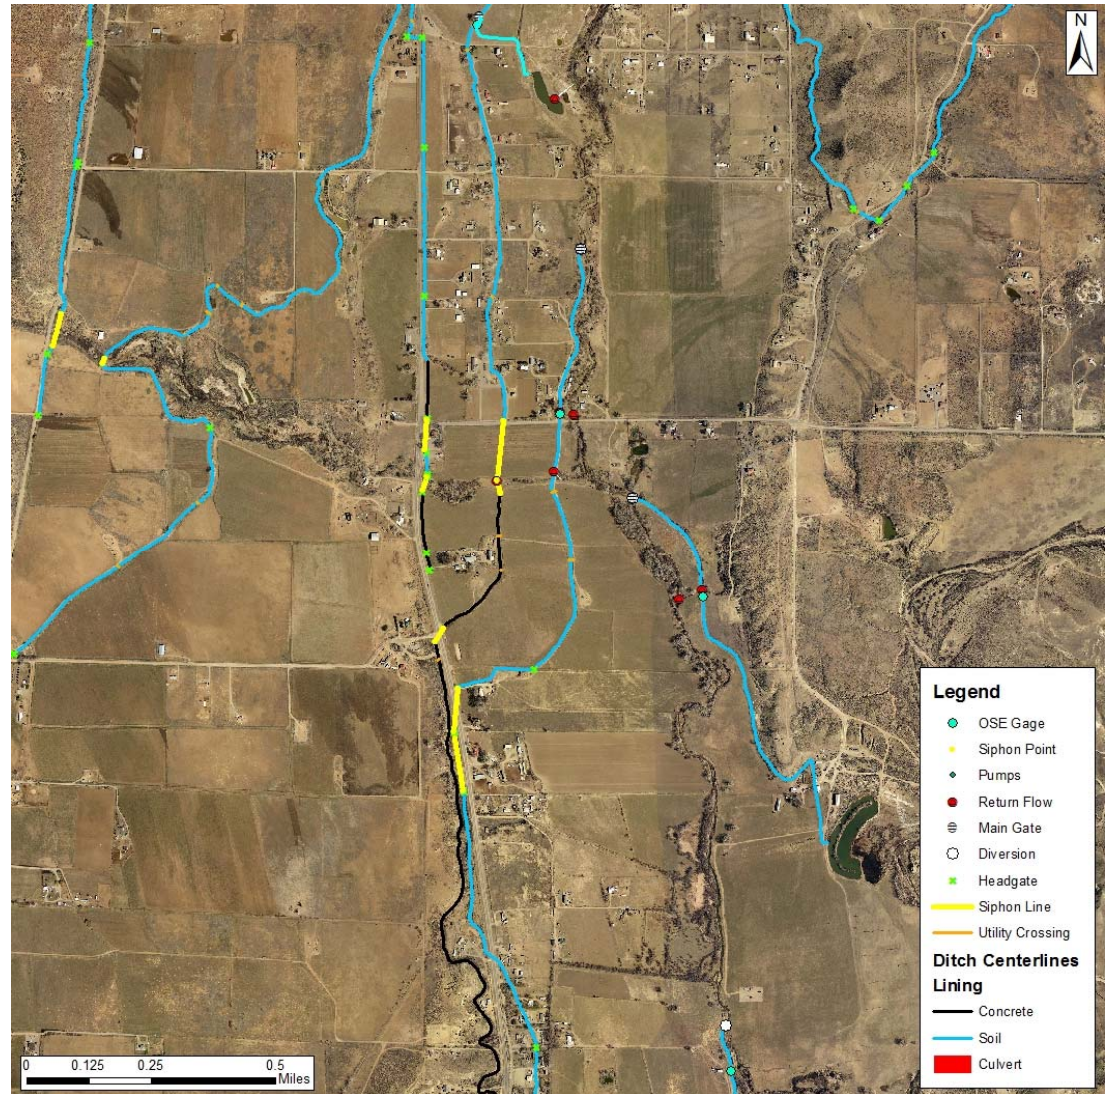 N
Legend
OSE Gage
Siphon Point
Pumps
Return Flow
Main Gate
Diversion
Headgate
Siphon Line
Utility Crossing
Ditch Centerlines
Lining
Concrete
Soil
Culvert
0 0.125 0.25 0.5
Miles